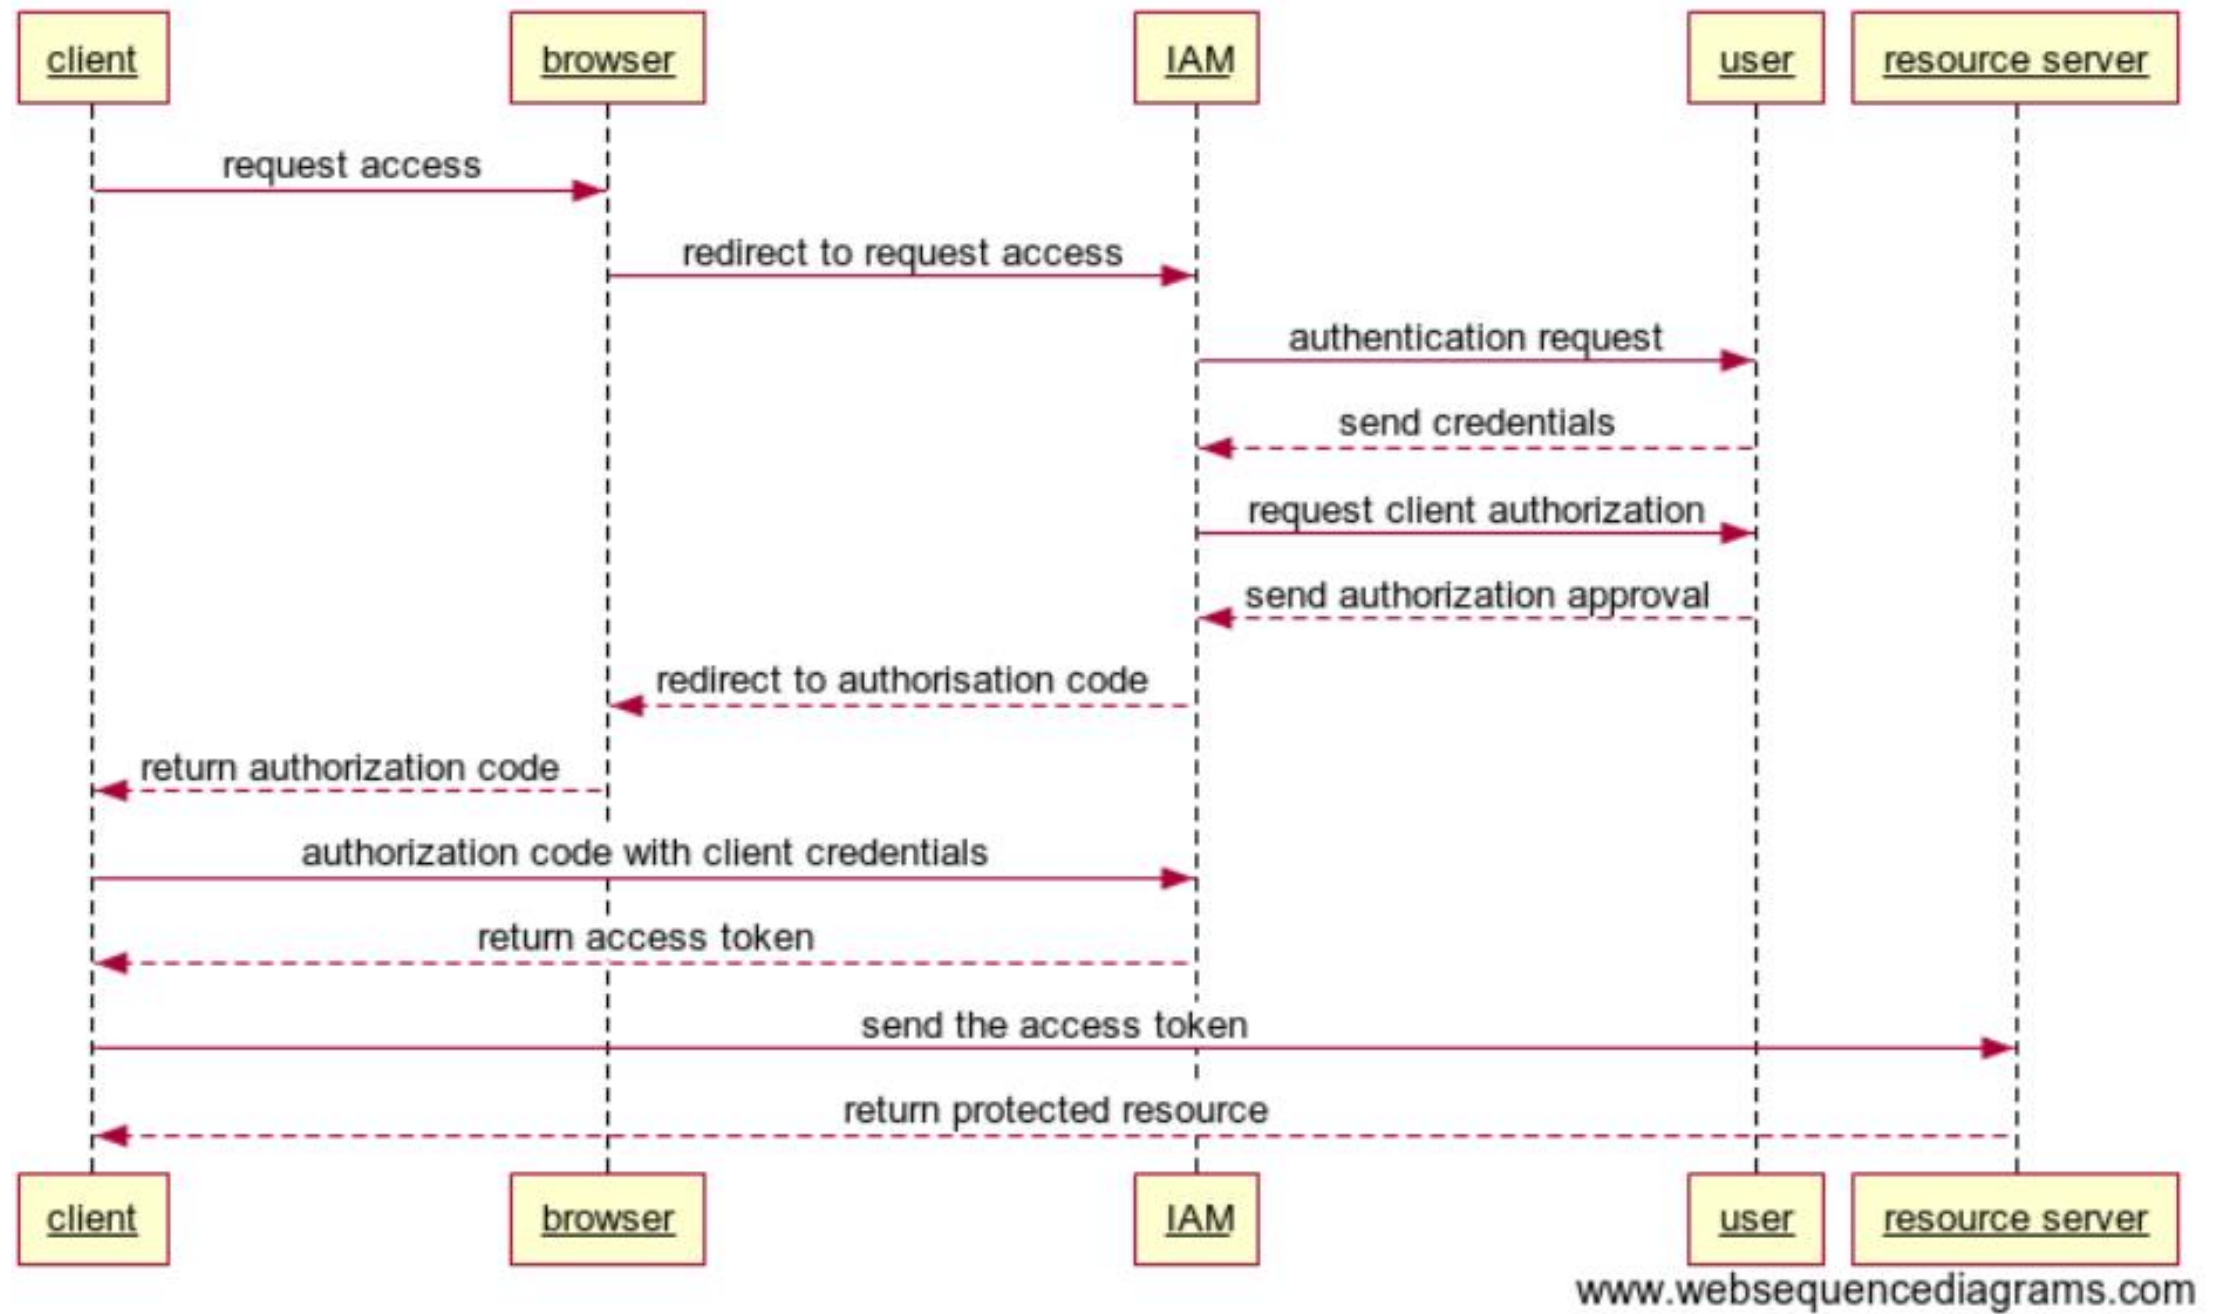 client browser IAM user resource server
request access
redirect to request access
authentication request
send credentials
request client authorization
send authorization approval
redirect to authorisation code
return authorization code
authorization code with client credentials
return access token
send the access token
return protected resource
client browser IAM user resource server
www.websequencediagrams.com